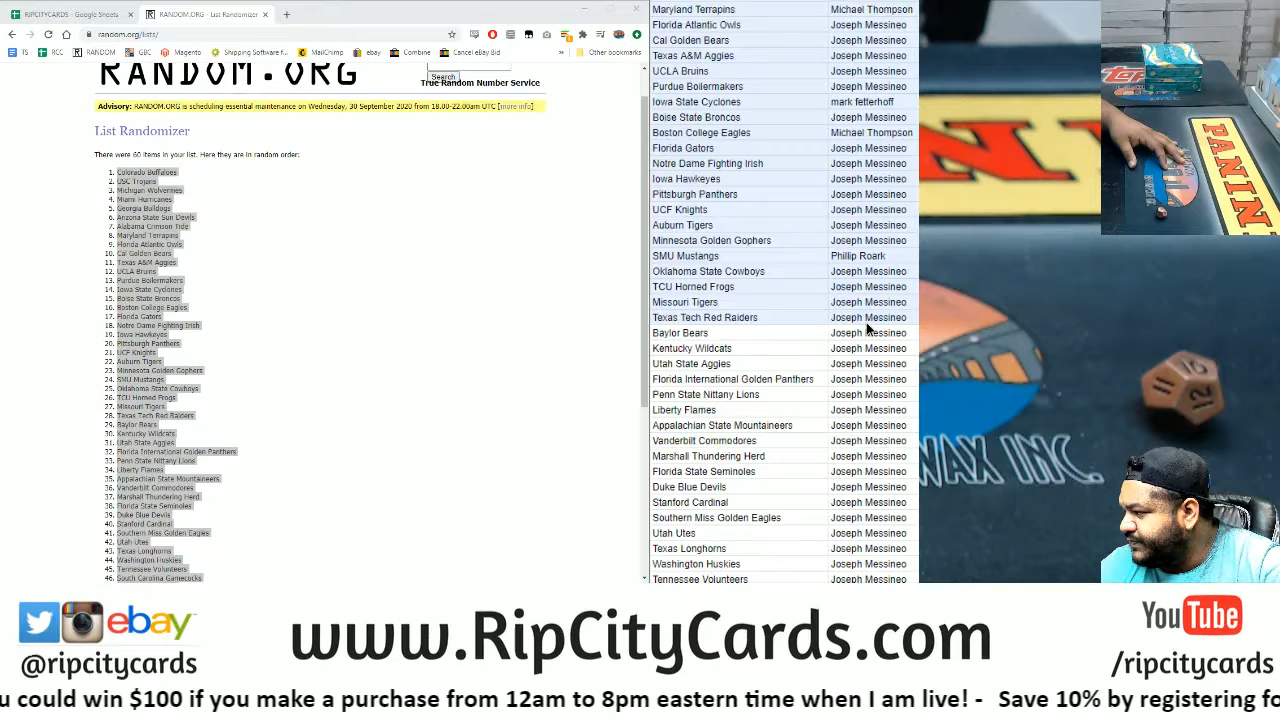 RIPCITYCARDS - Google Sheets
RANDOM.ORG - List Randomizer
random.org/lists/
TS
RCC
RANDOM
GBC
Magento
Shipping Software f...
MailChimp
ebay
Combine
Cancel eBay Bid
Other bookmarks
RANDOM.ORG
Search
True Random Number Service
Advisory: RANDOM.ORG is scheduling essential maintenance on Wednesday, 30 September 2020 from 18.00-22.00am UTC [more info]
List Randomizer
There were 60 items in your list. Here they are in random order:
1. Colorado Buffaloes
2. USC Trojans
3. Michigan Wolverines
4. Miami Hurricanes
5. Georgia Bulldogs
6. Arizona State Sun Devils
7. Alabama Crimson Tide
8. Maryland Terrapins
9. Florida Atlantic Owls
10. Cal Golden Bears
11. Texas A&M Aggies
12. UCLA Bruins
13. Purdue Boilermakers
14. Iowa State Cyclones
15. Boise State Broncos
16. Boston College Eagles
17. Florida Gators
18. Notre Dame Fighting Irish
19. Iowa Hawkeyes
20. Pittsburgh Panthers
21. UCF Knights
22. Auburn Tigers
23. Minnesota Golden Gophers
24. SMU Mustangs
25. Oklahoma State Cowboys
26. TCU Horned Frogs
27. Missouri Tigers
28. Texas Tech Red Raiders
29. Baylor Bears
30. Kentucky Wildcats
31. Utah State Aggies
32. Florida International Golden Panthers
33. Penn State Nittany Lions
34. Liberty Flames
35. Appalachian State Mountaineers
36. Vanderbilt Commodores
37. Marshall Thundering Herd
38. Florida State Seminoles
39. Duke Blue Devils
40. Stanford Cardinal
41. Southern Miss Golden Eagles
42. Utah Utes
43. Texas Longhorns
44. Washington Huskies
45. Tennessee Volunteers
46. South Carolina Gamecocks
Maryland Terrapins Michael Thompson
Florida Atlantic Owls Joseph Messineo
Cal Golden Bears Joseph Messineo
Texas A&M Aggies Joseph Messineo
UCLA Bruins Joseph Messineo
Purdue Boilermakers Joseph Messineo
Iowa State Cyclones mark fetterhoff
Boise State Broncos Joseph Messineo
Boston College Eagles Michael Thompson
Florida Gators Joseph Messineo
Notre Dame Fighting Irish Joseph Messineo
Iowa Hawkeyes Joseph Messineo
Pittsburgh Panthers Joseph Messineo
UCF Knights Joseph Messineo
Auburn Tigers Joseph Messineo
Minnesota Golden Gophers Joseph Messineo
SMU Mustangs Phillip Roark
Oklahoma State Cowboys Joseph Messineo
TCU Horned Frogs Joseph Messineo
Missouri Tigers Joseph Messineo
Texas Tech Red Raiders Joseph Messineo
Baylor Bears Joseph Messineo
Kentucky Wildcats Joseph Messineo
Utah State Aggies Joseph Messineo
Florida International Golden Panthers Joseph Messineo
Penn State Nittany Lions Joseph Messineo
Liberty Flames Joseph Messineo
Appalachian State Mountaineers Joseph Messineo
Vanderbilt Commodores Joseph Messineo
Marshall Thundering Herd Joseph Messineo
Florida State Seminoles Joseph Messineo
Duke Blue Devils Joseph Messineo
Stanford Cardinal Joseph Messineo
Southern Miss Golden Eagles Joseph Messineo
Utah Utes Joseph Messineo
Texas Longhorns Joseph Messineo
Washington Huskies Joseph Messineo
Tennessee Volunteers Joseph Messineo
topps
PANINI
11
2
WAX INC.
ebay
@ripcitycards
www.RipCityCards.com
YouTube
/ripcitycards
u could win $100 if you make a purchase from 12am to 8pm eastern time when I am live! - Save 10% by registering fo